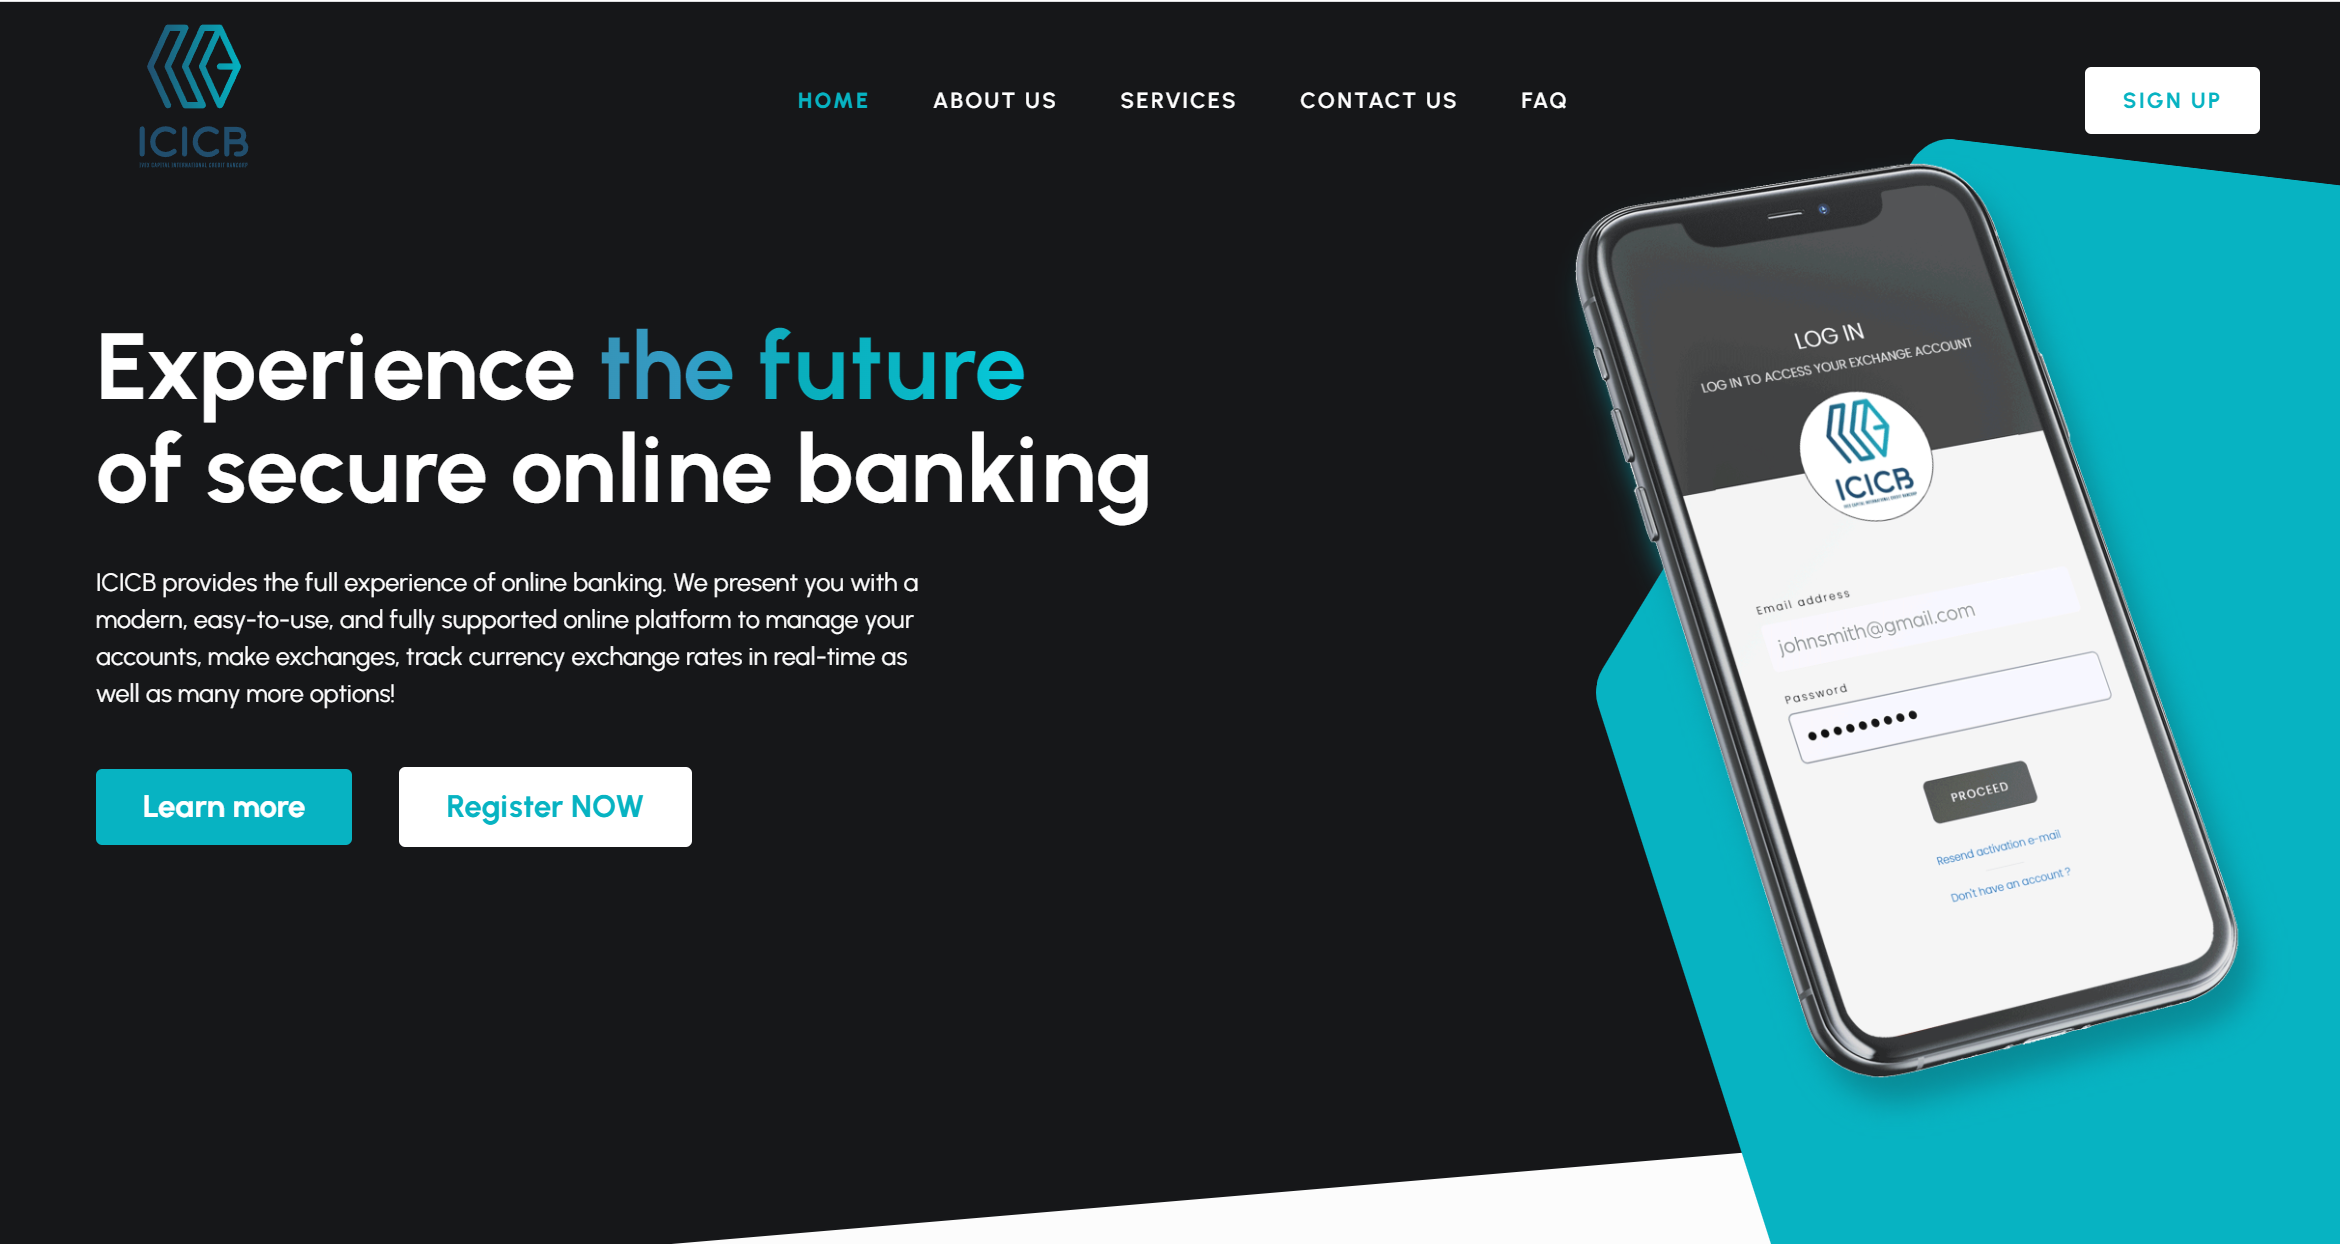 ICICB
HOME
ABOUT US
SERVICES
CONTACT US
FAQ
SIGN UP
Experience the future
of secure online banking
ICICB provides the full experience of online banking. We present you with a
modern, easy-to-use, and fully supported online platform to manage your
accounts, make exchanges, track currency exchange rates in real-time as
well as many more options!
Learn more
Register NOW
LOG IN
LOG IN TO ACCESS YOUR EXCHANGE ACCOUNT
ICICB
Email address
johnsmith@gmail.com
Password
PROCEED
Resend activation e-mail
Don't have an account ?